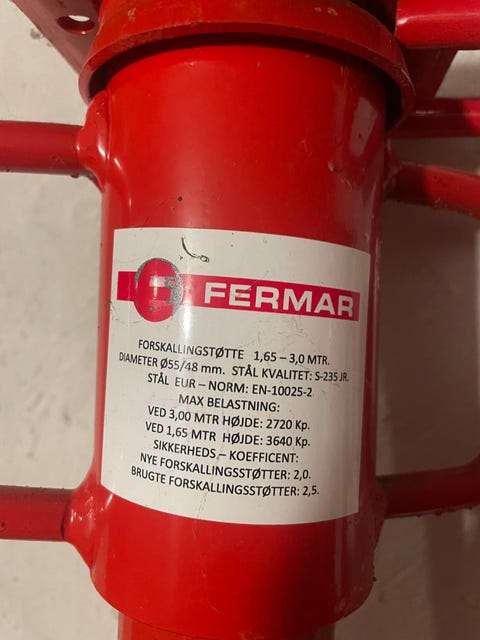 FERMAR
FORSKALLINGSTØTTE 1,65 – 3,0 MTR.
DIAMETER Ø55/48 mm. STÅL KVALITET: S-235 JR.
STÅL EUR – NORM: EN-10025-2
MAX BELASTNING:
VED 3,00 MTR HØJDE: 2720 Kp.
VED 1,65 MTR HØJDE: 3640 Kp.
SIKKERHEDS – KOEFFICENT:
NYE FORSKALLINGSSTØTTER: 2,0.
BRUGTE FORSKALLINGSSTØTTER: 2,5.